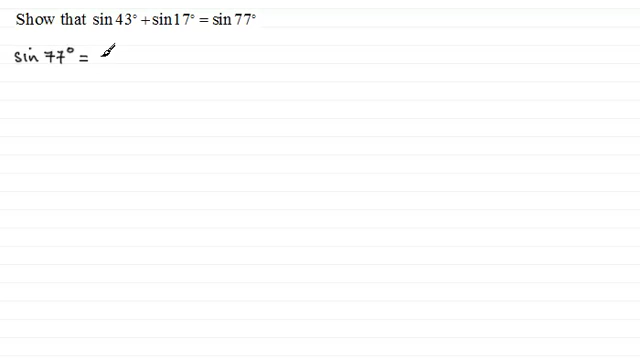 Show that sin 43° + sin 17° = sin 77°
sin 77° =